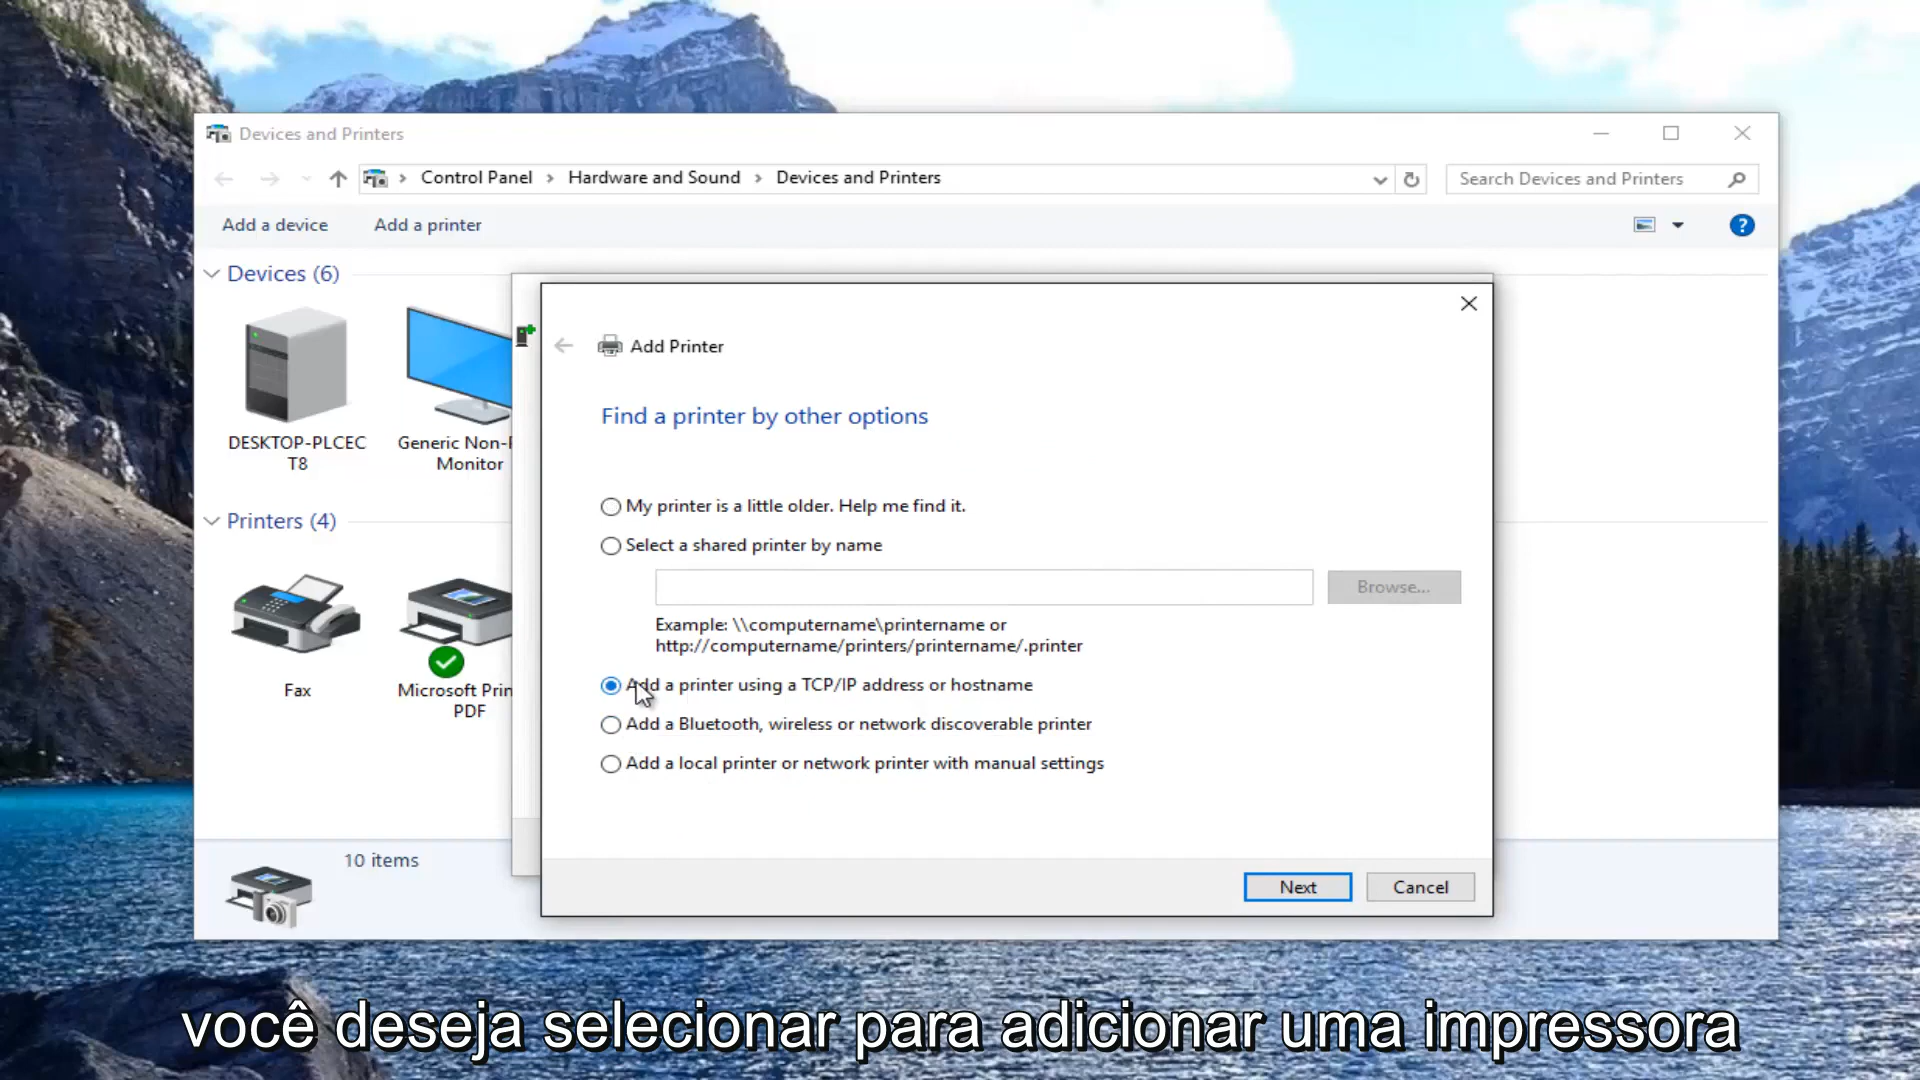 Devices and Printers
Control Panel > Hardware and Sound > Devices and Printers
Search Devices and Printers
Add a device
Add a printer
?
Devices (6)
DESKTOP-PLCEC
T8
Generic Non-
Monitor
Printers (4)
Fax
Microsoft Prin
PDF
10 items
Add Printer
Find a printer by other options
My printer is a little older. Help me find it.
Select a shared printer by name
Browse...
Example: \\computername\printername or
http://computername/printers/printername/.printer
Add a printer using a TCP/IP address or hostname
Add a Bluetooth, wireless or network discoverable printer
Add a local printer or network printer with manual settings
Next
Cancel
você deseja selecionar para adicionar uma impressora